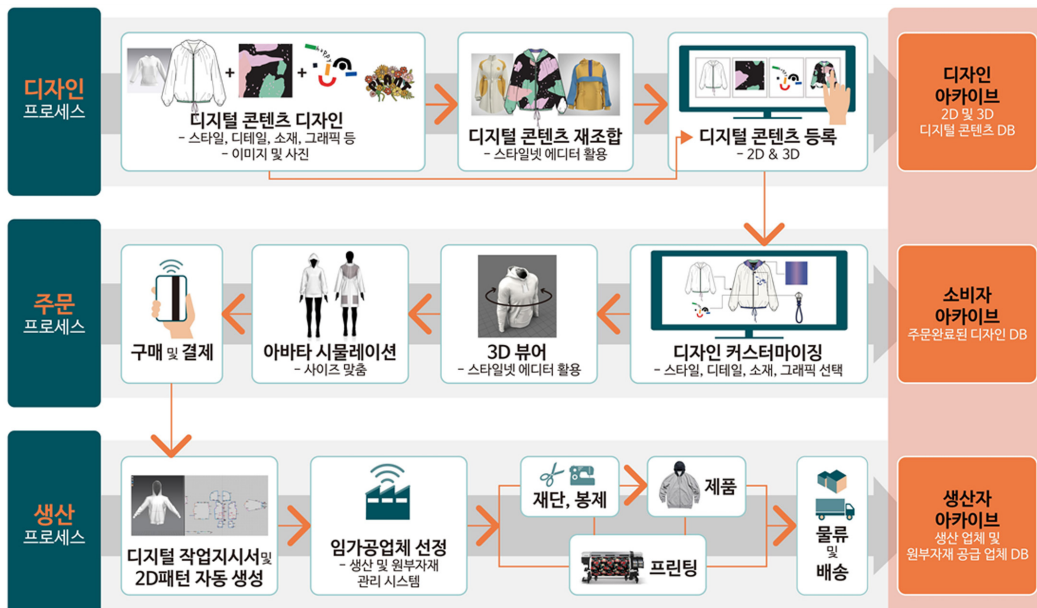 디자인
프로세스
+
+
+
디지털 콘텐츠 디자인
- 스타일, 디테일, 소재, 그래픽 등
- 이미지 및 사진
디지털 콘텐츠 재조합
- 스타일넷 에디터 활용
디지털 콘텐츠 등록
- 2D & 3D
디자인
아카이브
2D 및 3D
디지털 콘텐츠 DB
주문
프로세스
구매 및 결제
아바타 시뮬레이션
- 사이즈 맞춤
3D 뷰어
- 스타일넷 에디터 활용
디자인 커스터마이징
- 스타일, 디테일, 소재, 그래픽 선택
소비자
아카이브
주문완료된 디자인 DB
생산
프로세스
디지털 작업지시서 및
2D패턴 자동 생성
임가공업체 선정
- 생산 및 원부자재
관리 시스템
재단, 봉제
제품
프린팅
물류
및
배송
생산자
아카이브
생산 업체 및
원부자재 공급 업체 DB